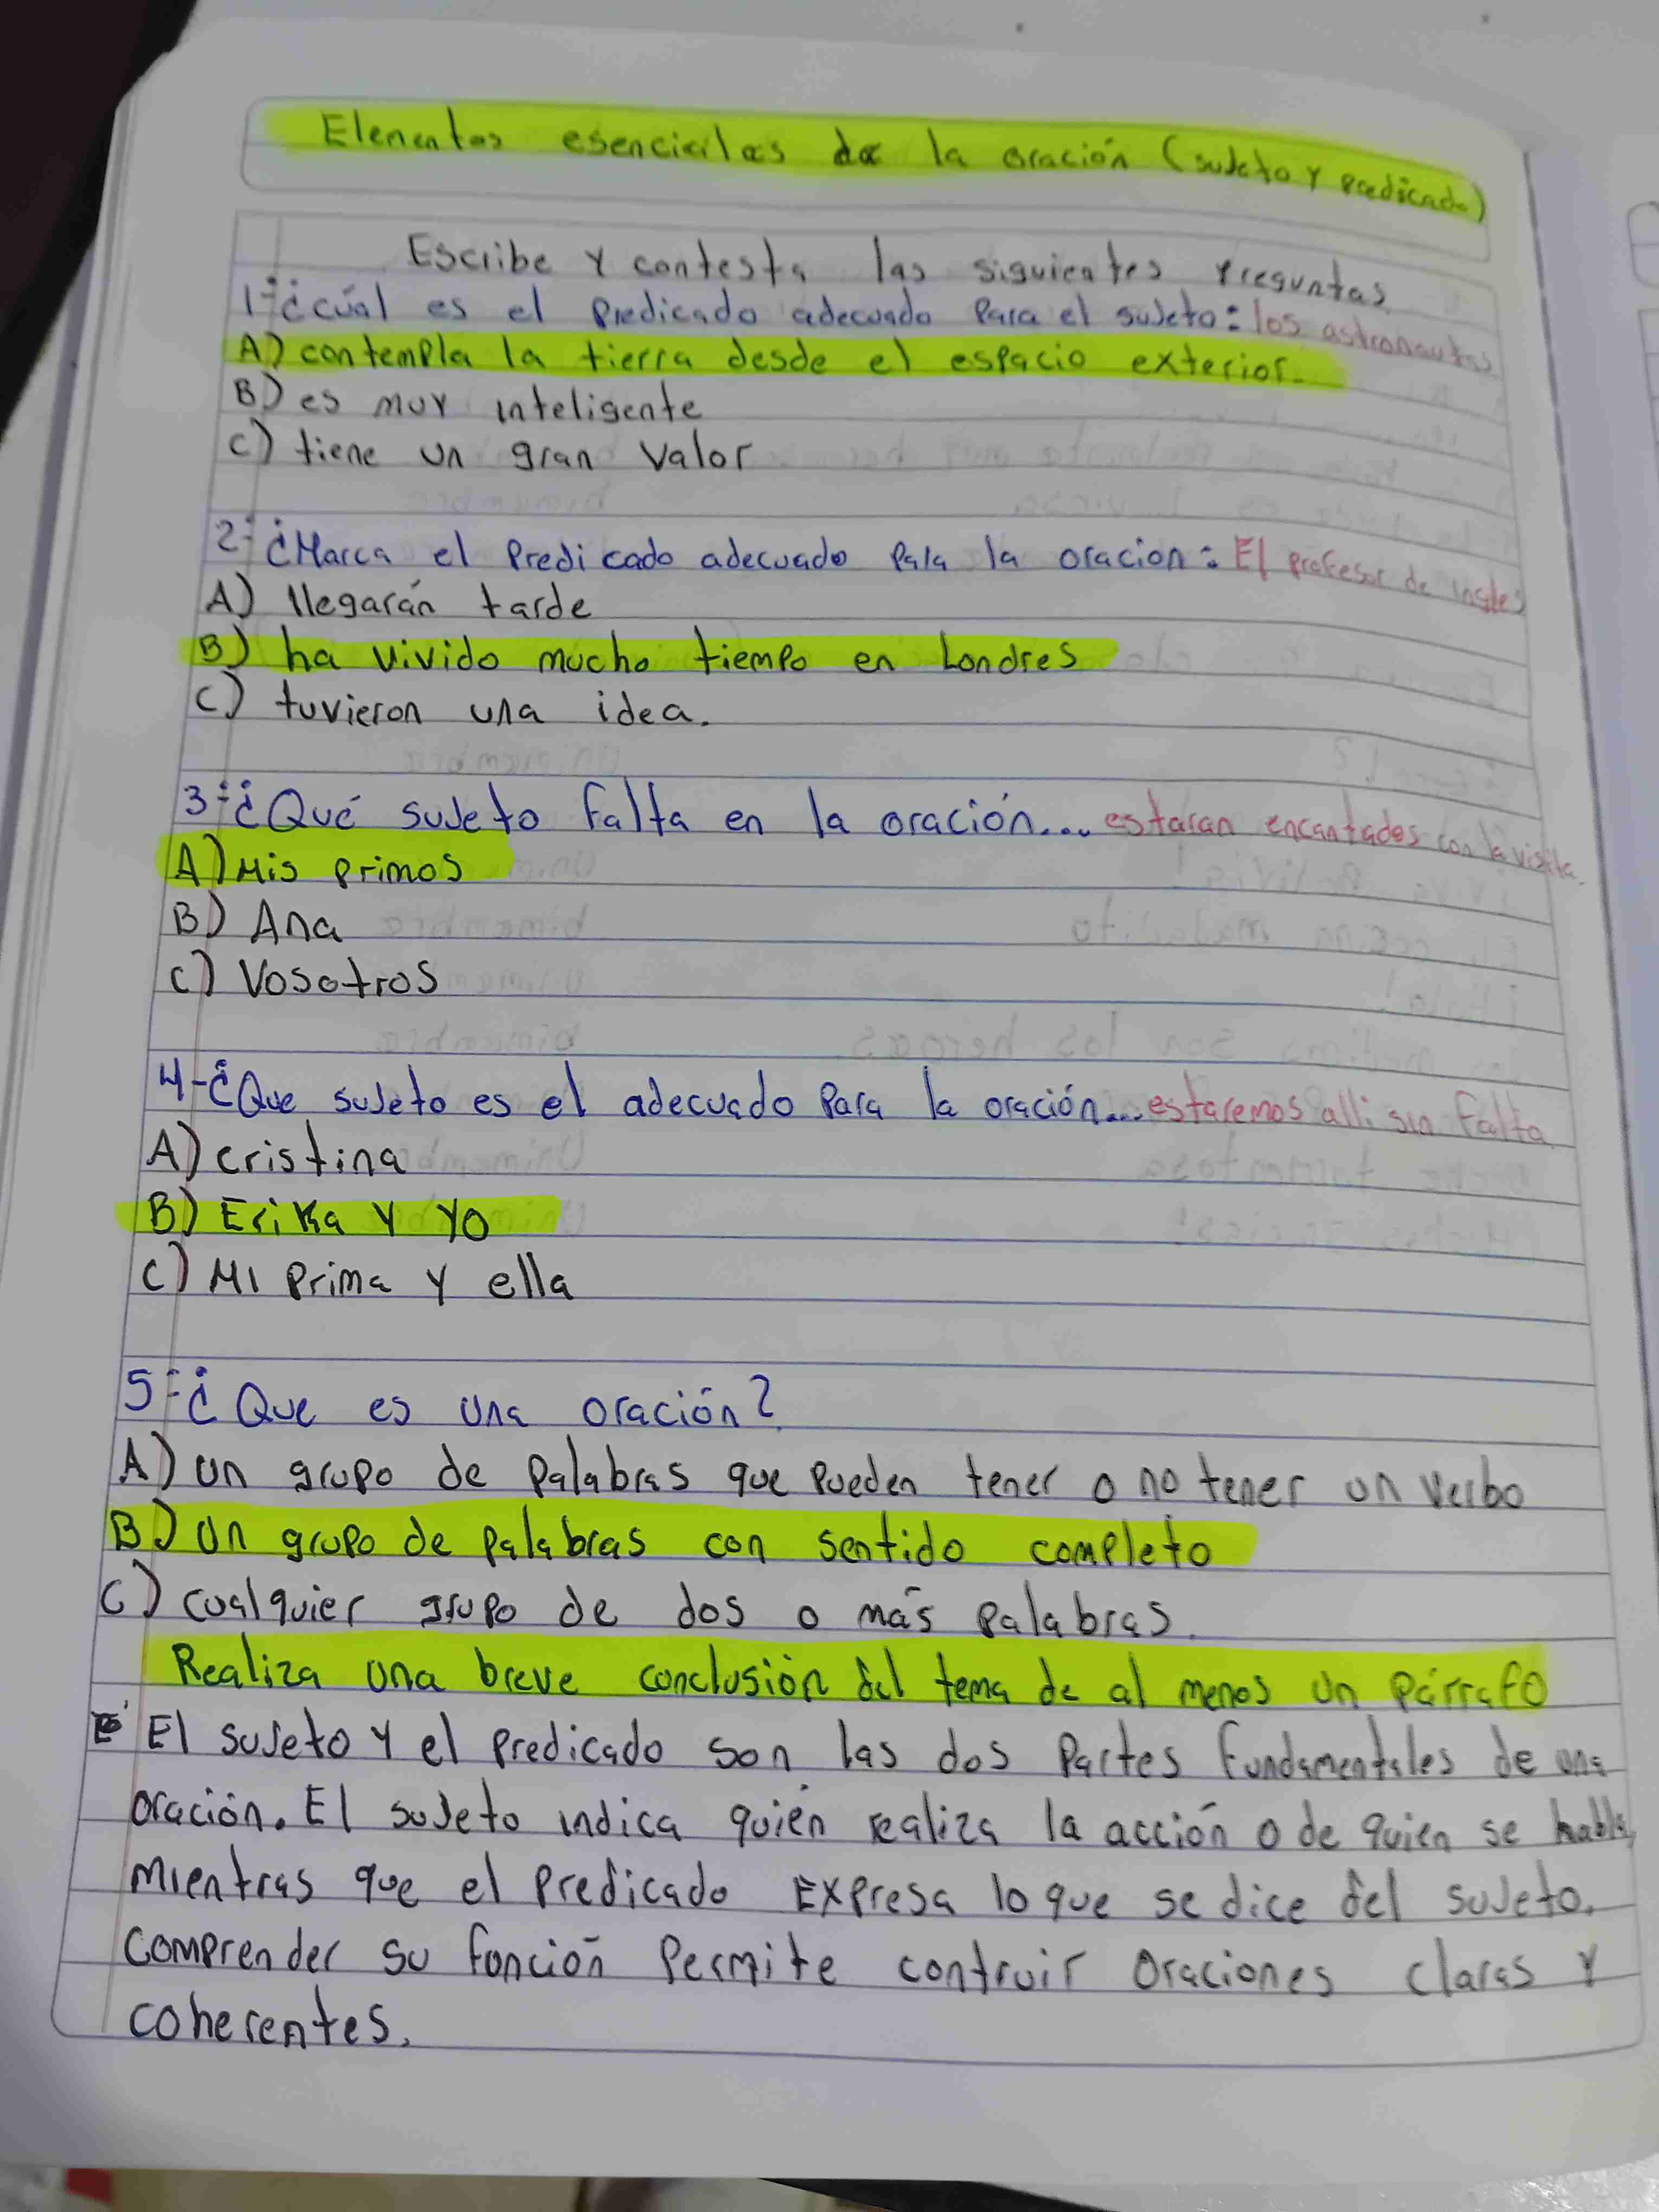 Elementos esenciales de la oración (sujeto y predicado)
Escribe y contesta las siguientes preguntas
1-¿cúal es el predicado adecuado para el sujeto: los astronautas
A) contempla la tierra desde el espacio exterior.
B) es muy inteligente
C) tiene un gran valor
2-¿Marca el predicado adecuado para la oracion: El profesor de ingles
A) llegarán tarde
B) ha vivido mucho tiempo en Londres
C) tuvieron una idea.
3-¿Qué sujeto falta en la oración... estaran encantados con la visita.
A) Mis primos
B) Ana
C) Vosotros
4-¿Que sujeto es el adecuado para la oración... estaremos alli sin falta
A) cristina
B) Erika y yo
C) Mi prima y ella
5-¿Que es una oración?
A) un grupo de palabras que pueden tener o no tener un verbo
B) Un grupo de palabras con sentido completo
C) cualquier grupo de dos o más palabras.
Realiza una breve conclusión del tema de al menos un párrafo
El sujeto y el predicado son las dos partes fundamentales de una
oración. El sujeto indica quién realiza la acción o de quien se habla,
mientras que el predicado Expresa lo que se dice del sujeto.
comprender su función permite contruir oraciones claras y
coherentes.